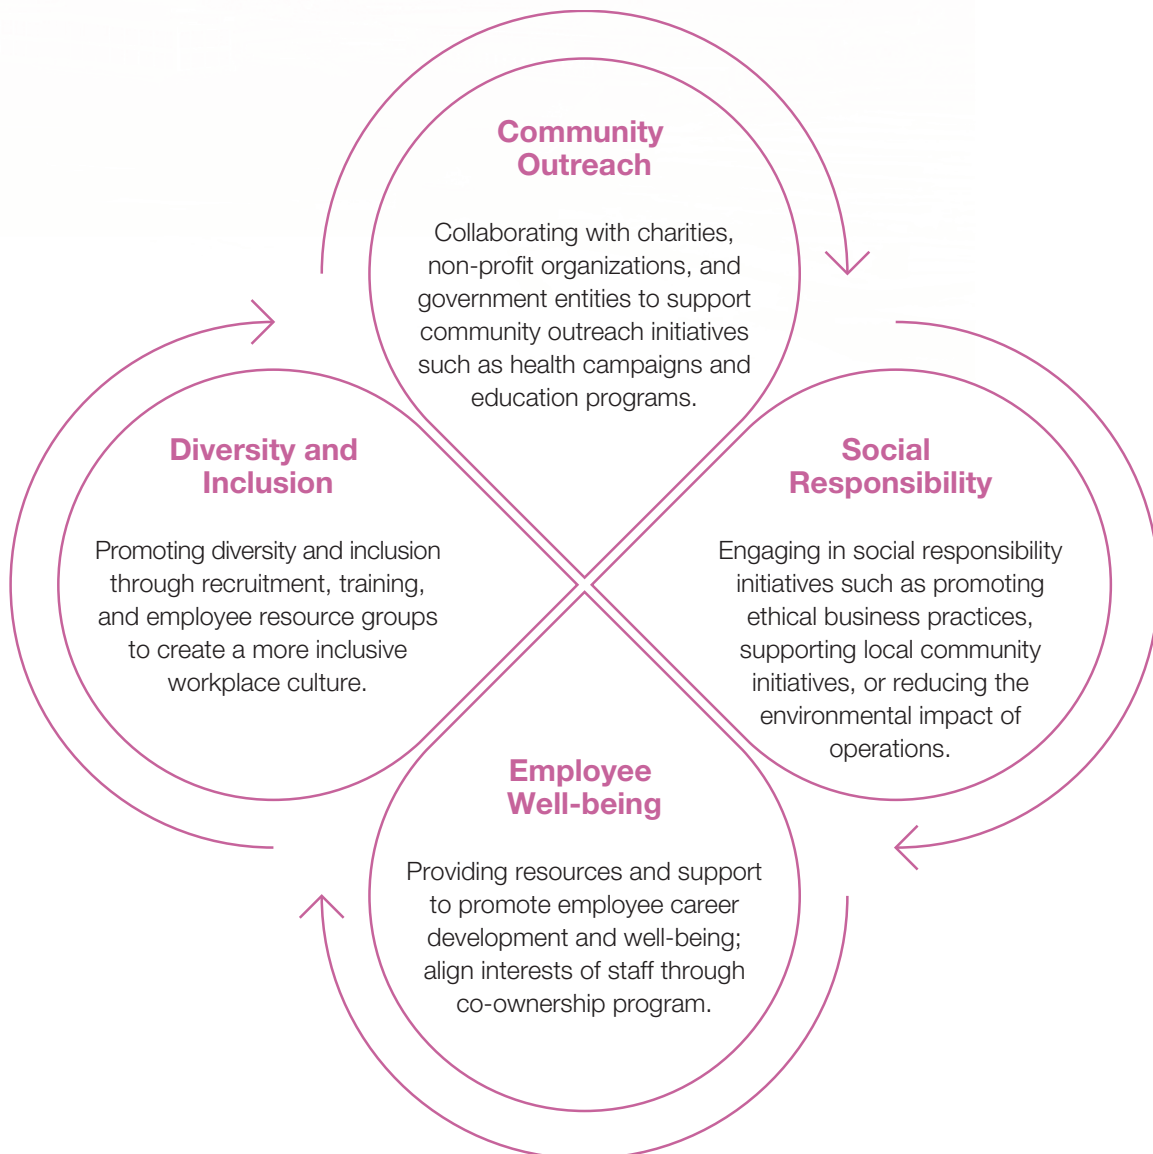 Community
Outreach
Collaborating with charities,
non-profit organizations, and
government entities to support
community outreach initiatives
such as health campaigns and
education programs.
Diversity and
Inclusion
Promoting diversity and inclusion
through recruitment, training,
and employee resource groups
to create a more inclusive
workplace culture.
Social
Responsibility
Engaging in social responsibility
initiatives such as promoting
ethical business practices,
supporting local community
initiatives, or reducing the
environmental impact of
operations.
Employee
Well-being
Providing resources and support
to promote employee career
development and well-being;
align interests of staff through
co-ownership program.